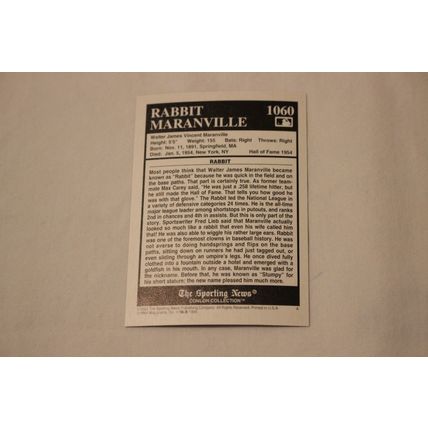 RABBIT 1060
MARANVILLE
Walter James Vincent Maranville
Height: 5'5" Weight: 155 Bats: Right Throws: Right
Born: Nov. 11, 1891, Springfield, MA
Died: Jan. 5, 1954, New York, NY Hall of Fame 1954
RABBIT
Most people think that Walter James Maranville became
known as "Rabbit" because he was quick in the field and on
the base paths. That part is certainly true. As former team-
mate Max Carey said, "He was just a .258 lifetime hitter, but
he still made the Hall of Fame. That tells you how good he
was with that glove." The Rabbit led the National League in
a variety of defensive categories 24 times. He is the all-time
major league leader among shortstops in putouts, and ranks
2nd in chances and 4th in assists. But this is only part of the
story. Sportswriter Fred Lieb said that Maranville actually
looked so much like a rabbit that even his wife called him
that! He was also able to wiggle his rather large ears. Rabbit
was one of the foremost clowns in baseball history. He was
not averse to doing handsprings and flips on the base
paths, sitting down on runners he had just tagged out, or
even sliding through an umpire's legs. He once dived fully
clothed into a fountain outside a hotel and emerged with a
goldfish in his mouth. In any case, Maranville was glad for
the nickname. Before that, he was known as "Stumpy" for
his short stature; the new name pleased him much more.
The Sporting News®
CONLON COLLECTION™
The Sporting News Publishing Company. All Rights Reserved. Printed in U.S.A.